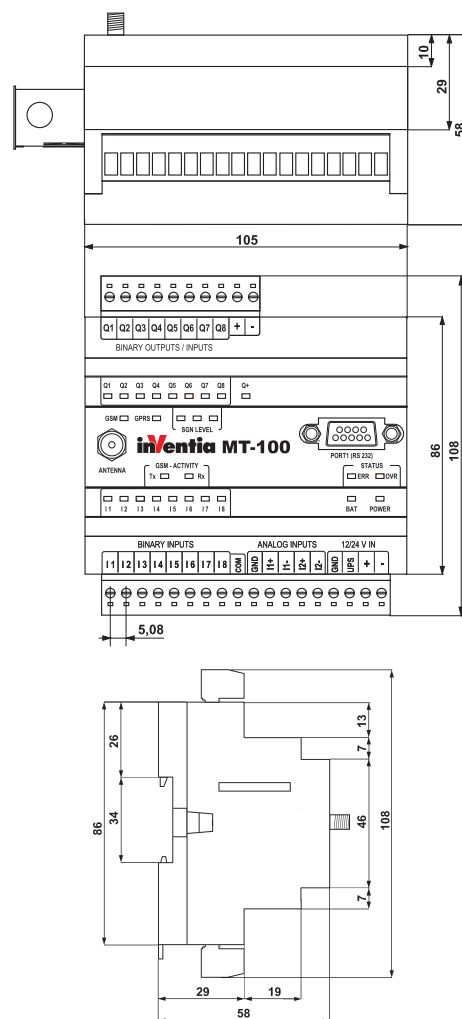 10
29
58
105
Q1 Q2 Q3 Q4 Q5 Q6 Q7 Q8 + -
BINARY OUTPUTS / INPUTS
Q1 Q2 Q3 Q4 Q5 Q6 Q7 Q8 Q+
GSM GPRS
SGN LEVEL
inVentia MT-100
ANTENNA
PORT1 (RS 232)
GSM - ACTIVITY
Tx Rx
STATUS
ERR OVR
I1 I2 I3 I4 I5 I6 I7 I8
BAT POWER
BINARY INPUTS ANALOG INPUTS 12/24 V IN
I1 I2 I3 I4 I5 I6 I7 I8 COM GND I1+ I1- I2+ I2- GND UPS + -
86
108
5,08
26
34
86
13
7
46
7
108
29
19
58